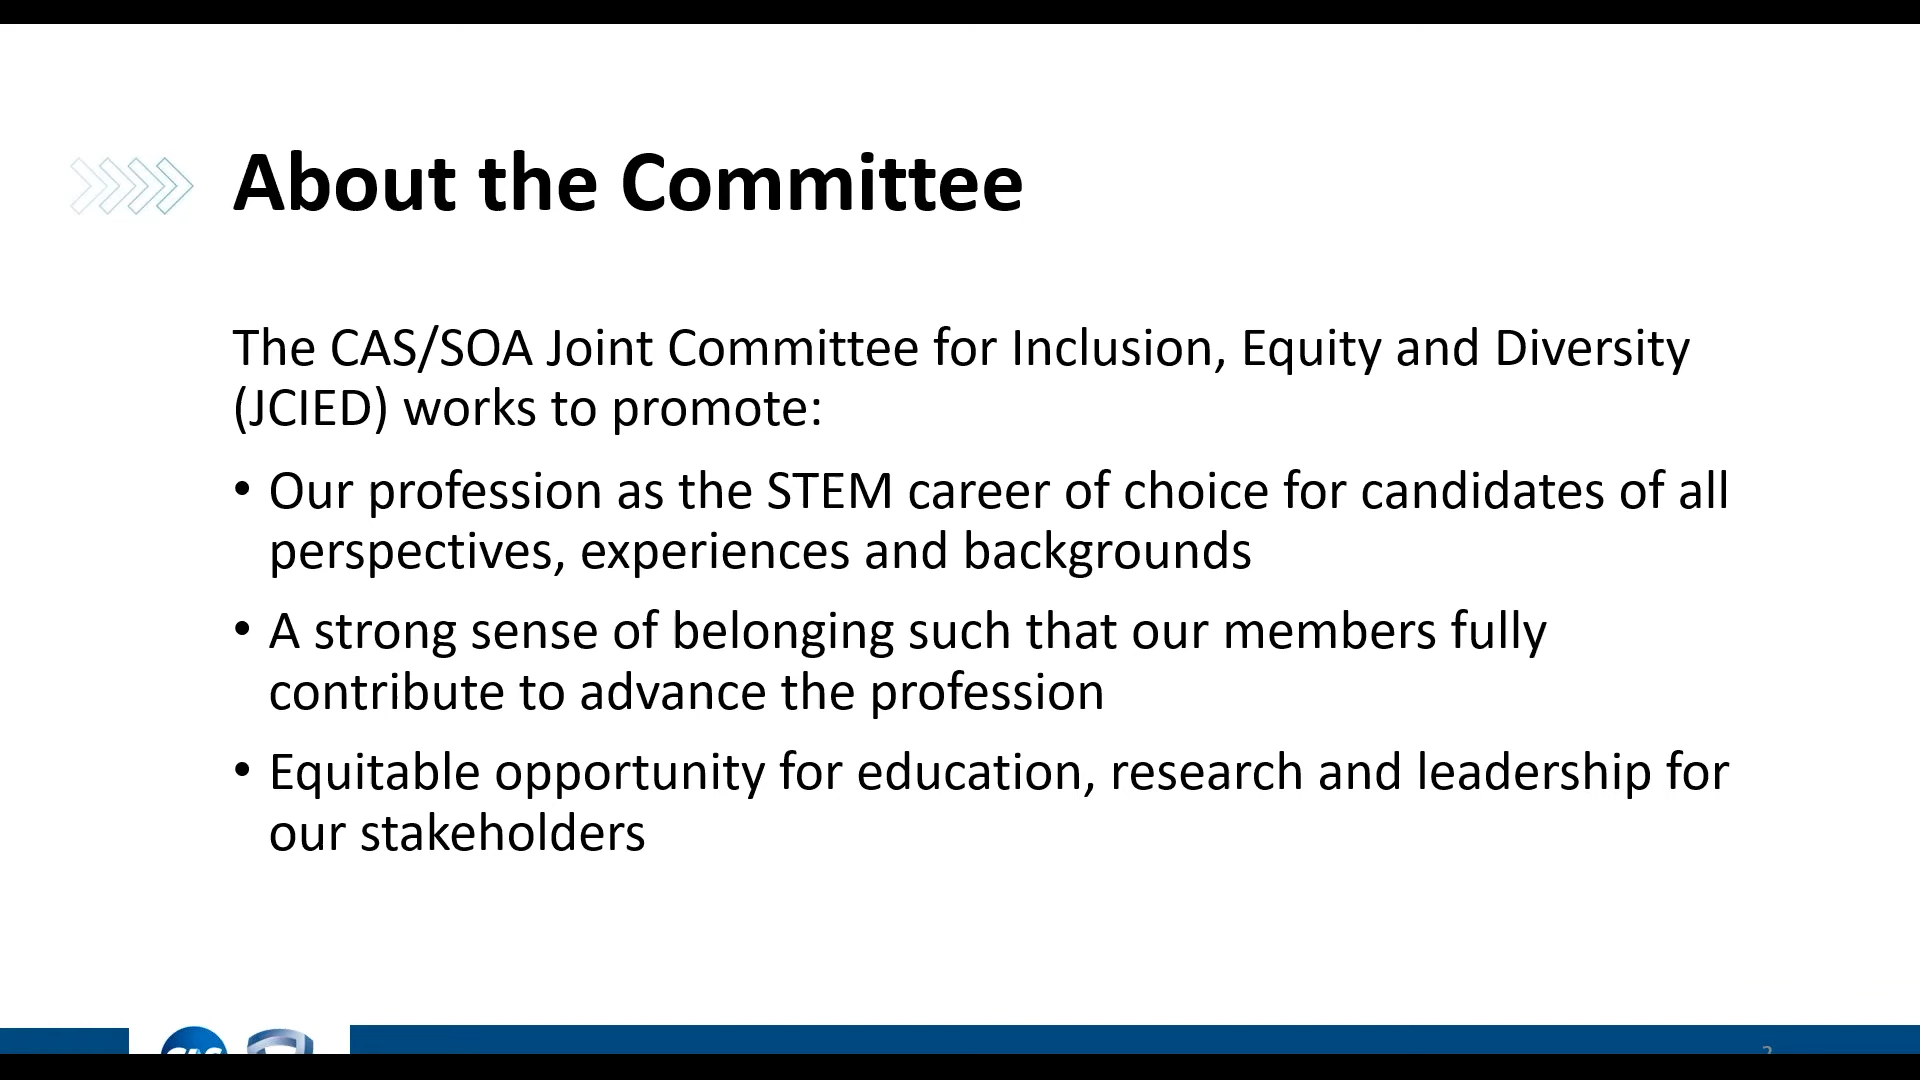 About the Committee
The CAS/SOA Joint Committee for Inclusion, Equity and Diversity
(JCIED) works to promote:
• Our profession as the STEM career of choice for candidates of all
perspectives, experiences and backgrounds
• A strong sense of belonging such that our members fully
contribute to advance the profession
• Equitable opportunity for education, research and leadership for
our stakeholders